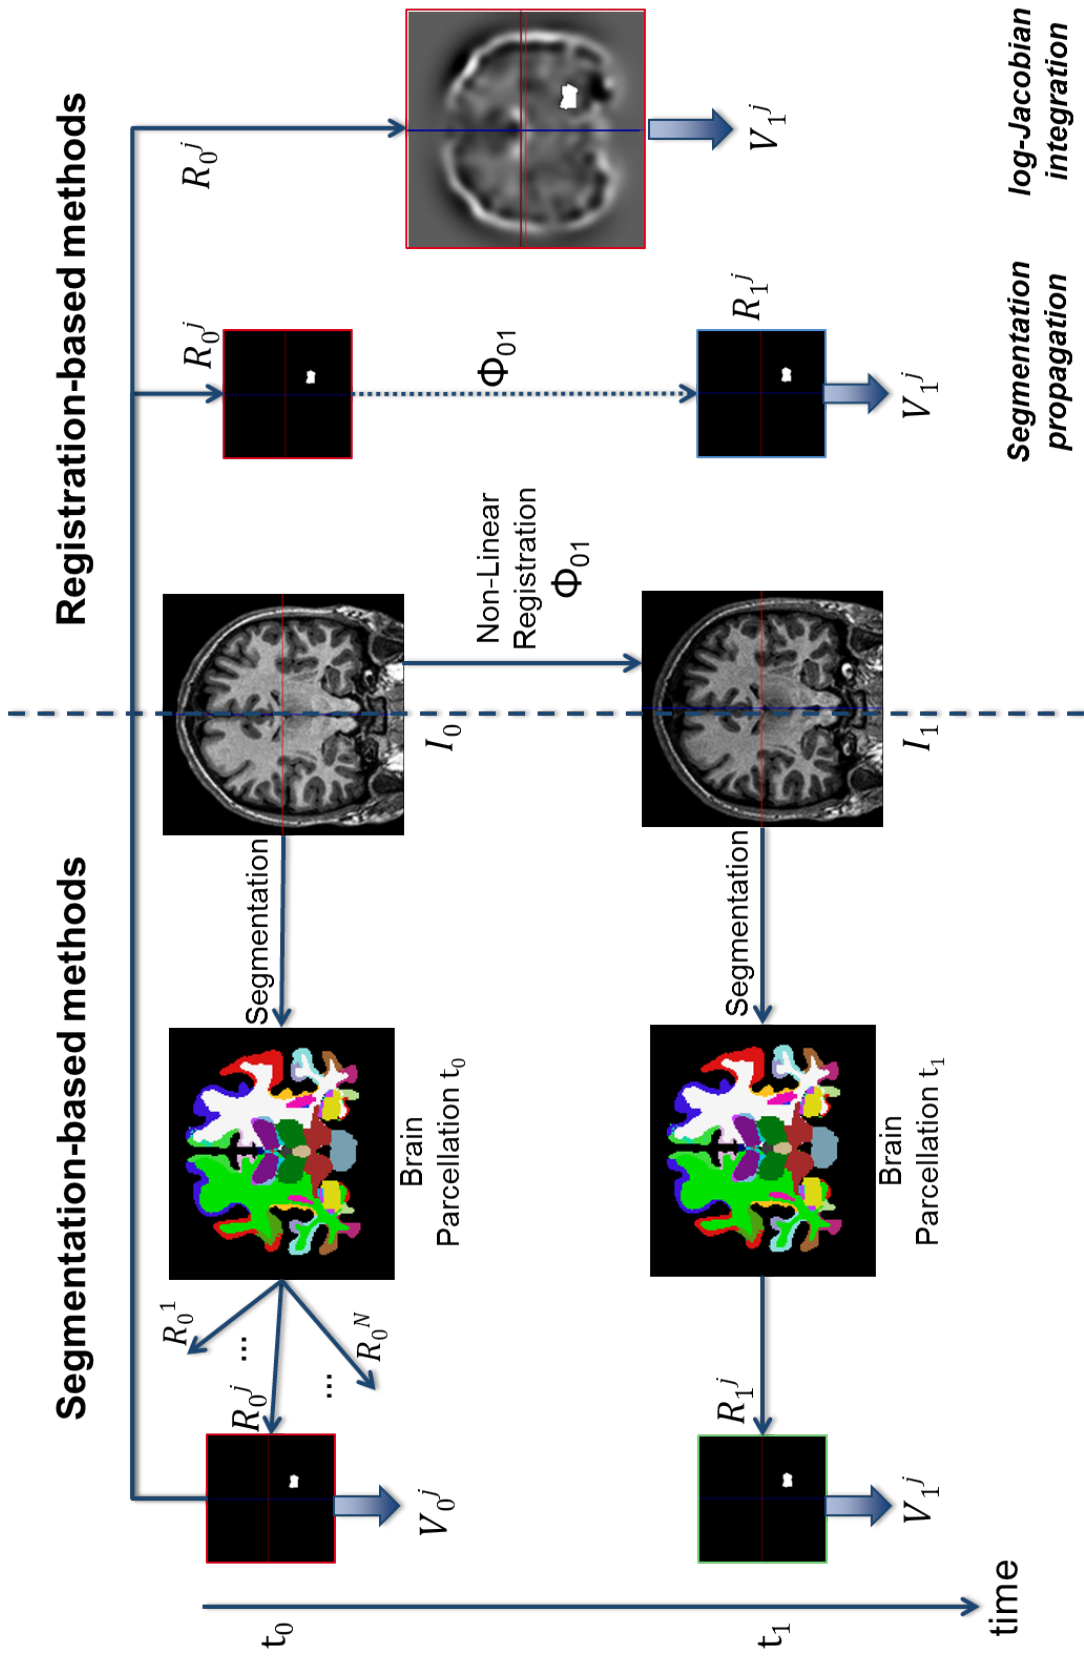 Segmentation-based methods
Registration-based methods
t₀
R₀ʲ
R₀¹
...
...
R₀ᴺ
V₀ʲ
Segmentation
Brain
Parcellation t₀
I₀
Non-Linear
Registration
Φ₀₁
R₀ʲ
Φ₀₁
R₀ʲ
V₁ʲ
t₁
R₁ʲ
V₁ʲ
Segmentation
Brain
Parcellation t₁
I₁
R₁ʲ
V₁ʲ
time
Segmentation
propagation
log-Jacobian
integration